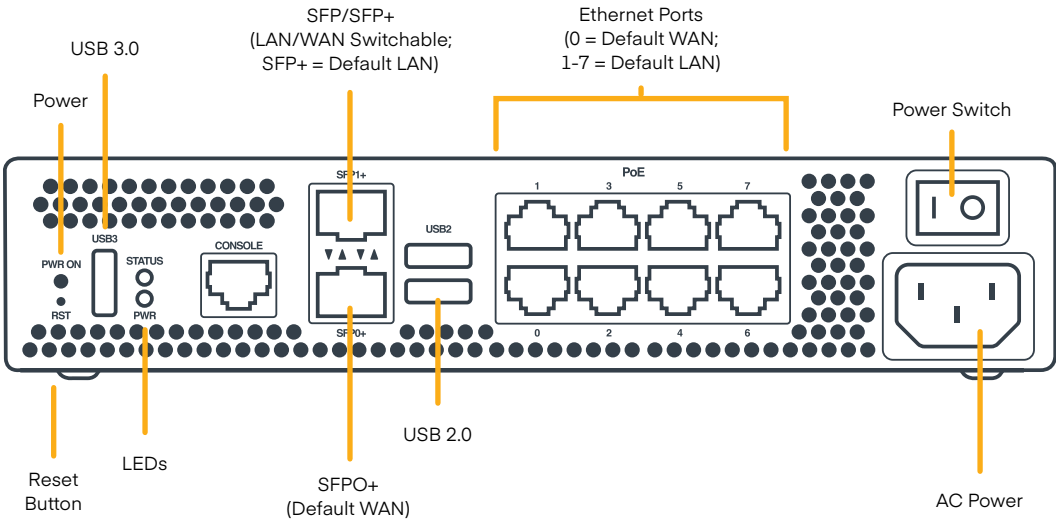 SFP/SFP+
(LAN/WAN Switchable;
SFP+ = Default LAN)
Ethernet Ports
(0 = Default WAN;
1-7 = Default LAN)
USB 3.0
Power
Power Switch
SFP1+
PoE
1 3 5 7
USB3
CONSOLE
USB2
PWR ON
STATUS
RST
PWR
SFP0+
0 2 4 6
USB 2.0
LEDs
Reset
Button
SFPO+
(Default WAN)
AC Power